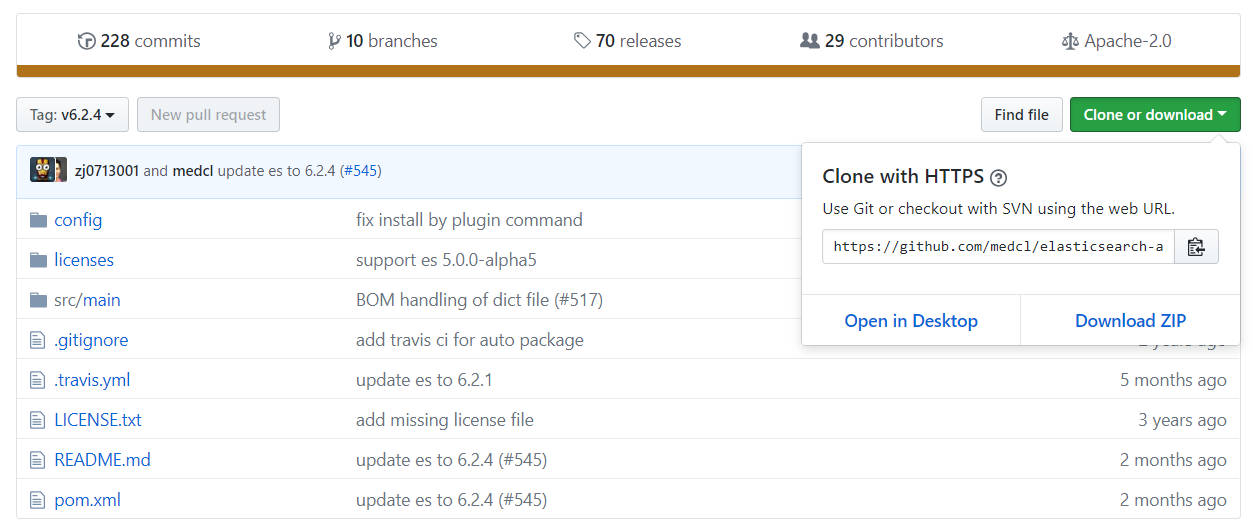 228 commits 10 branches 70 releases 29 contributors Apache-2.0
Tag: v6.2.4 New pull request Find file Clone or download
zj0713001 and medcl update es to 6.2.4 (#545)
Clone with HTTPS ?
Use Git or checkout with SVN using the web URL.
https://github.com/medcl/elasticsearch-a
Open in Desktop Download ZIP
config fix install by plugin command
licenses support es 5.0.0-alpha5
src/main BOM handling of dict file (#517)
.gitignore add travis ci for auto package 2 years ago
.travis.yml update es to 6.2.1 5 months ago
LICENSE.txt add missing license file 3 years ago
README.md update es to 6.2.4 (#545) 2 months ago
pom.xml update es to 6.2.4 (#545) 2 months ago